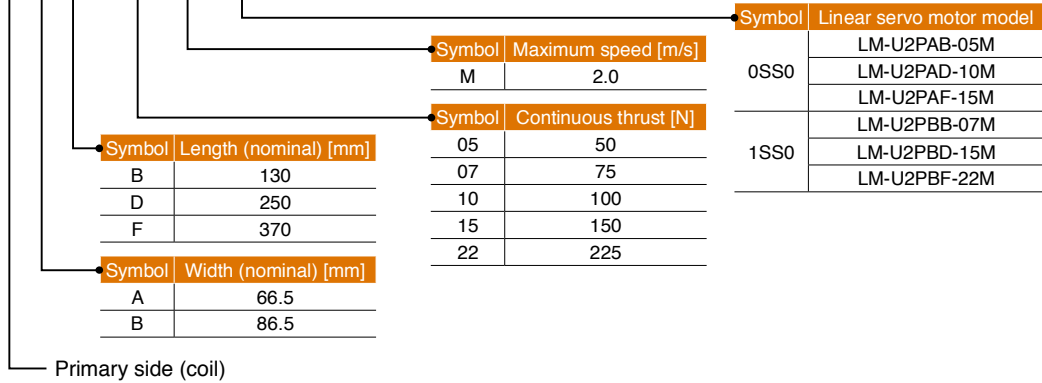 Symbol Linear servo motor model
0SS0 LM-U2PAB-05M
LM-U2PAD-10M
LM-U2PAF-15M
1SS0 LM-U2PBB-07M
LM-U2PBD-15M
LM-U2PBF-22M
Symbol Maximum speed [m/s]
M 2.0
Symbol Continuous thrust [N]
05 50
07 75
10 100
15 150
22 225
Symbol Length (nominal) [mm]
B 130
D 250
F 370
Symbol Width (nominal) [mm]
A 66.5
B 86.5
Primary side (coil)